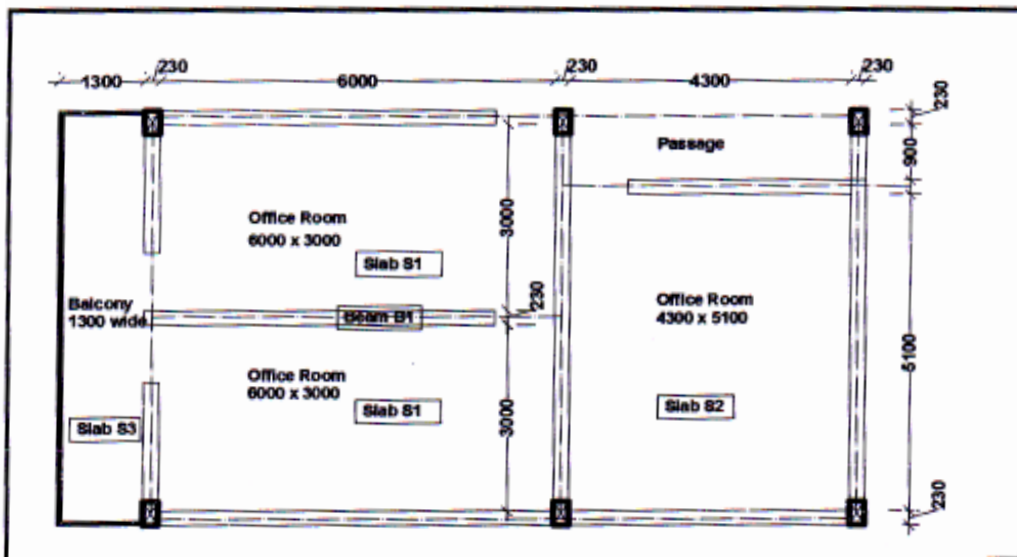 230
230
230
1300
6000
4300
230
Passage
900
Office Room
6000 x 3000
3000
Slab S1
230
Balcony
1300 wide
Beam B1
Office Room
4300 x 5100
5100
Office Room
6000 x 3000
Slab S1
Slab S2
3000
Slab S3
230